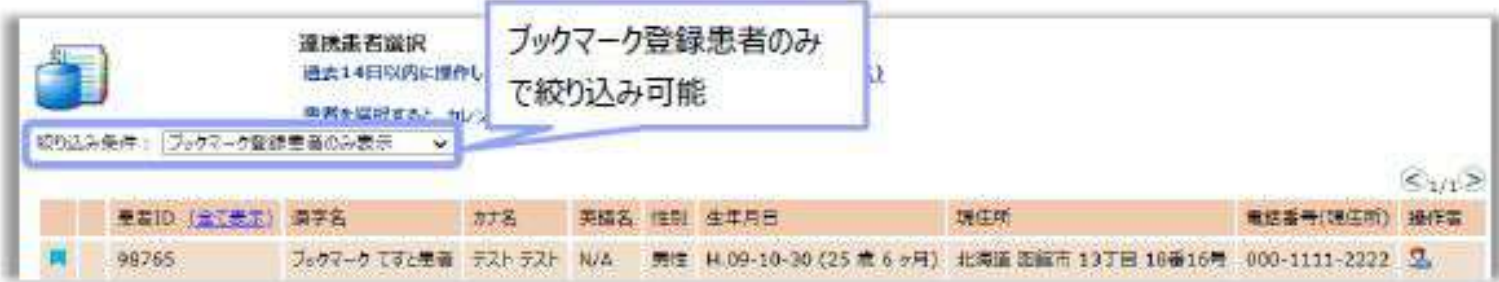 連携患者選択
ブックマーク登録患者のみ
で絞り込み可能
過去14日以内に操作し
患者を選択すると、カレン
絞り込み条件： ブックマーク登録患者のみ表示
1/1
患者ID (全て表示) 漢字名 カナ名 英語名 性別 生年月日 現住所 電話番号(現住所) 操作者
98765 ブックマーク てすと患者 テスト テスト N/A 男性 H.09-10-30 (25 歳 6 ヶ月) 北海道 函館市 13丁目 18番16号 000-1111-2222